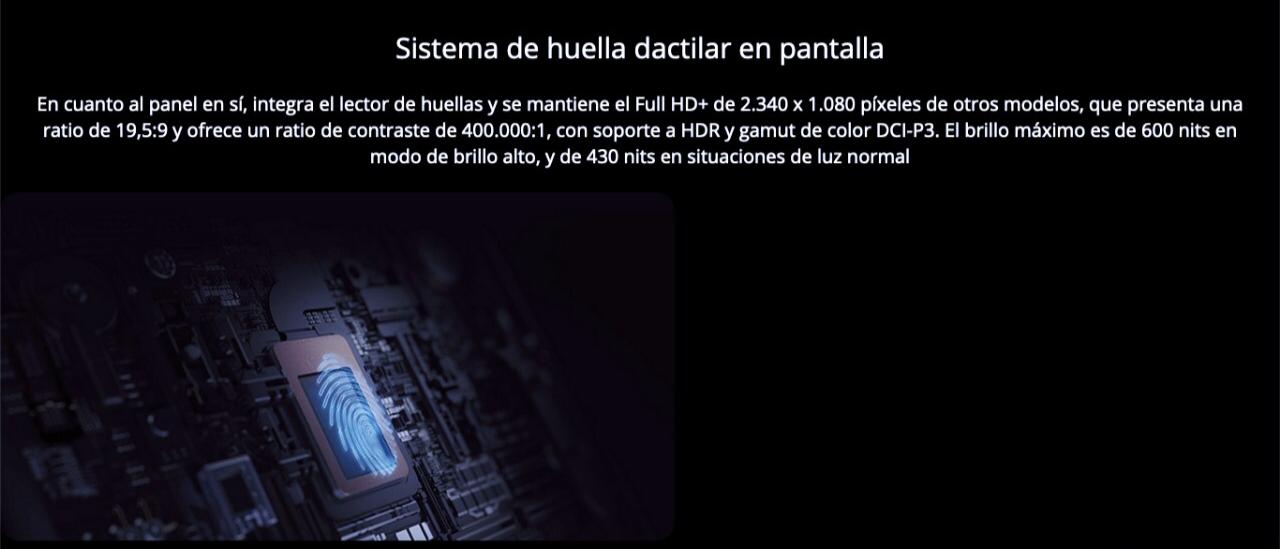 Sistema de huella dactilar en pantalla
En cuanto al panel en sí, integra el lector de huellas y se mantiene el Full HD+ de 2.340 x 1.080 píxeles de otros modelos, que presenta una
ratio de 19,5:9 y ofrece un ratio de contraste de 400.000:1, con soporte a HDR y gamut de color DCI-P3. El brillo máximo es de 600 nits en
modo de brillo alto, y de 430 nits en situaciones de luz normal